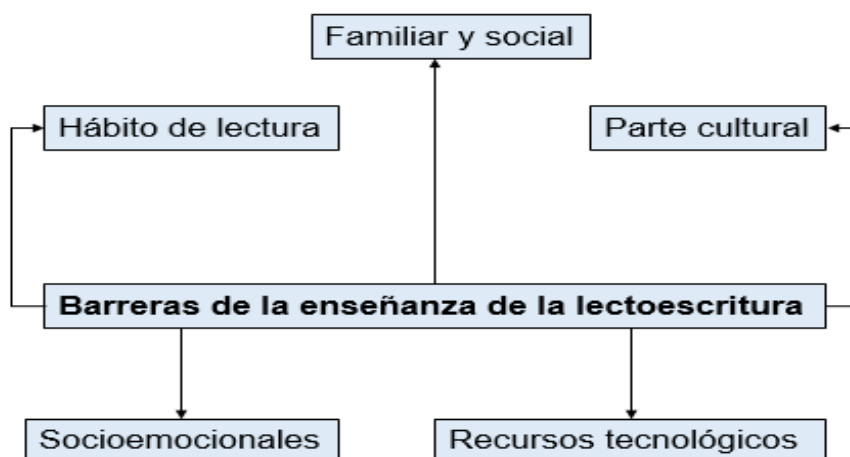 Familiar y social
Hábito de lectura
Parte cultural
Barreras de la enseñanza de la lectoescritura
Socioemocionales
Recursos tecnológicos